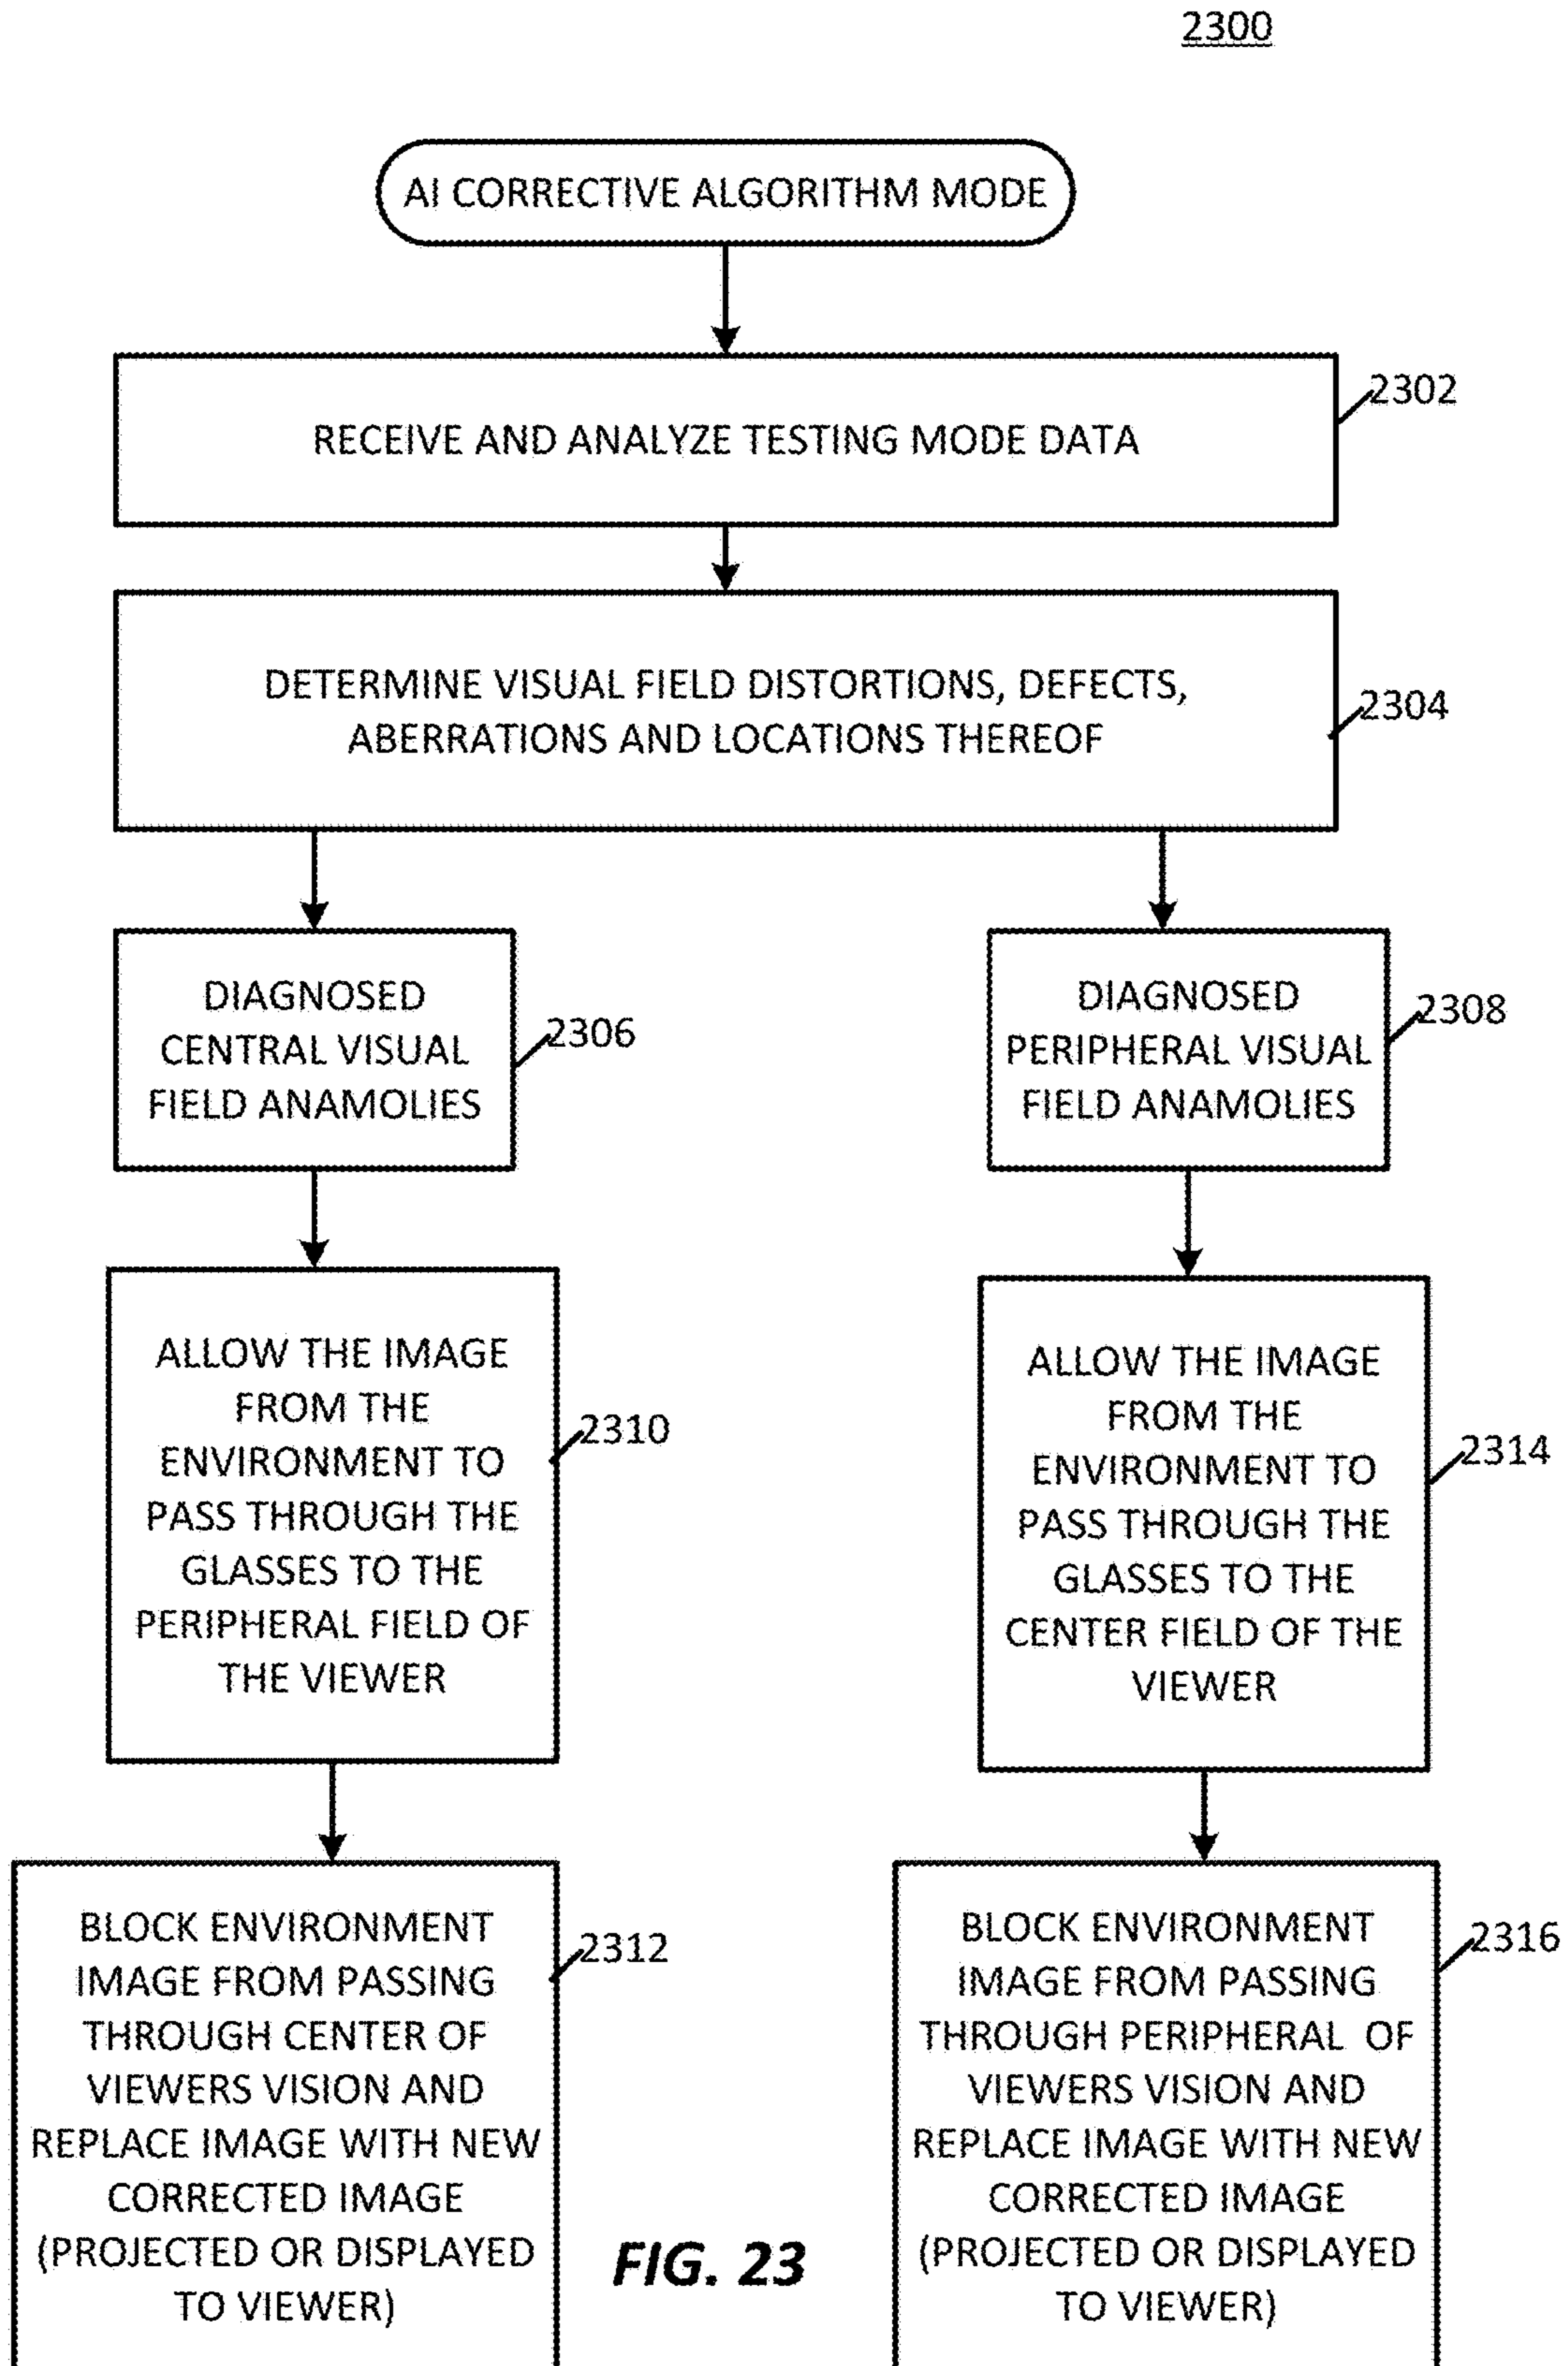 2300
AI CORRECTIVE ALGORITHM MODE
RECEIVE AND ANALYZE TESTING MODE DATA
2302
DETERMINE VISUAL FIELD DISTORTIONS, DEFECTS,
ABERRATIONS AND LOCATIONS THEREOF
2304
DIAGNOSED
CENTRAL VISUAL
FIELD ANAMOLIES
2306
DIAGNOSED
PERIPHERAL VISUAL
FIELD ANAMOLIES
2308
ALLOW THE IMAGE
FROM THE
ENVIRONMENT TO
PASS THROUGH THE
GLASSES TO THE
PERIPHERAL FIELD OF
THE VIEWER
2310
ALLOW THE IMAGE
FROM THE
ENVIRONMENT TO
PASS THROUGH THE
GLASSES TO THE
CENTER FIELD OF THE
VIEWER
2314
BLOCK ENVIRONMENT
IMAGE FROM PASSING
THROUGH CENTER OF
VIEWERS VISION AND
REPLACE IMAGE WITH NEW
CORRECTED IMAGE
(PROJECTED OR DISPLAYED
TO VIEWER)
2312
BLOCK ENVIRONMENT
IMAGE FROM PASSING
THROUGH PERIPHERAL OF
VIEWERS VISION AND
REPLACE IMAGE WITH NEW
CORRECTED IMAGE
(PROJECTED OR DISPLAYED
TO VIEWER)
2316
FIG. 23